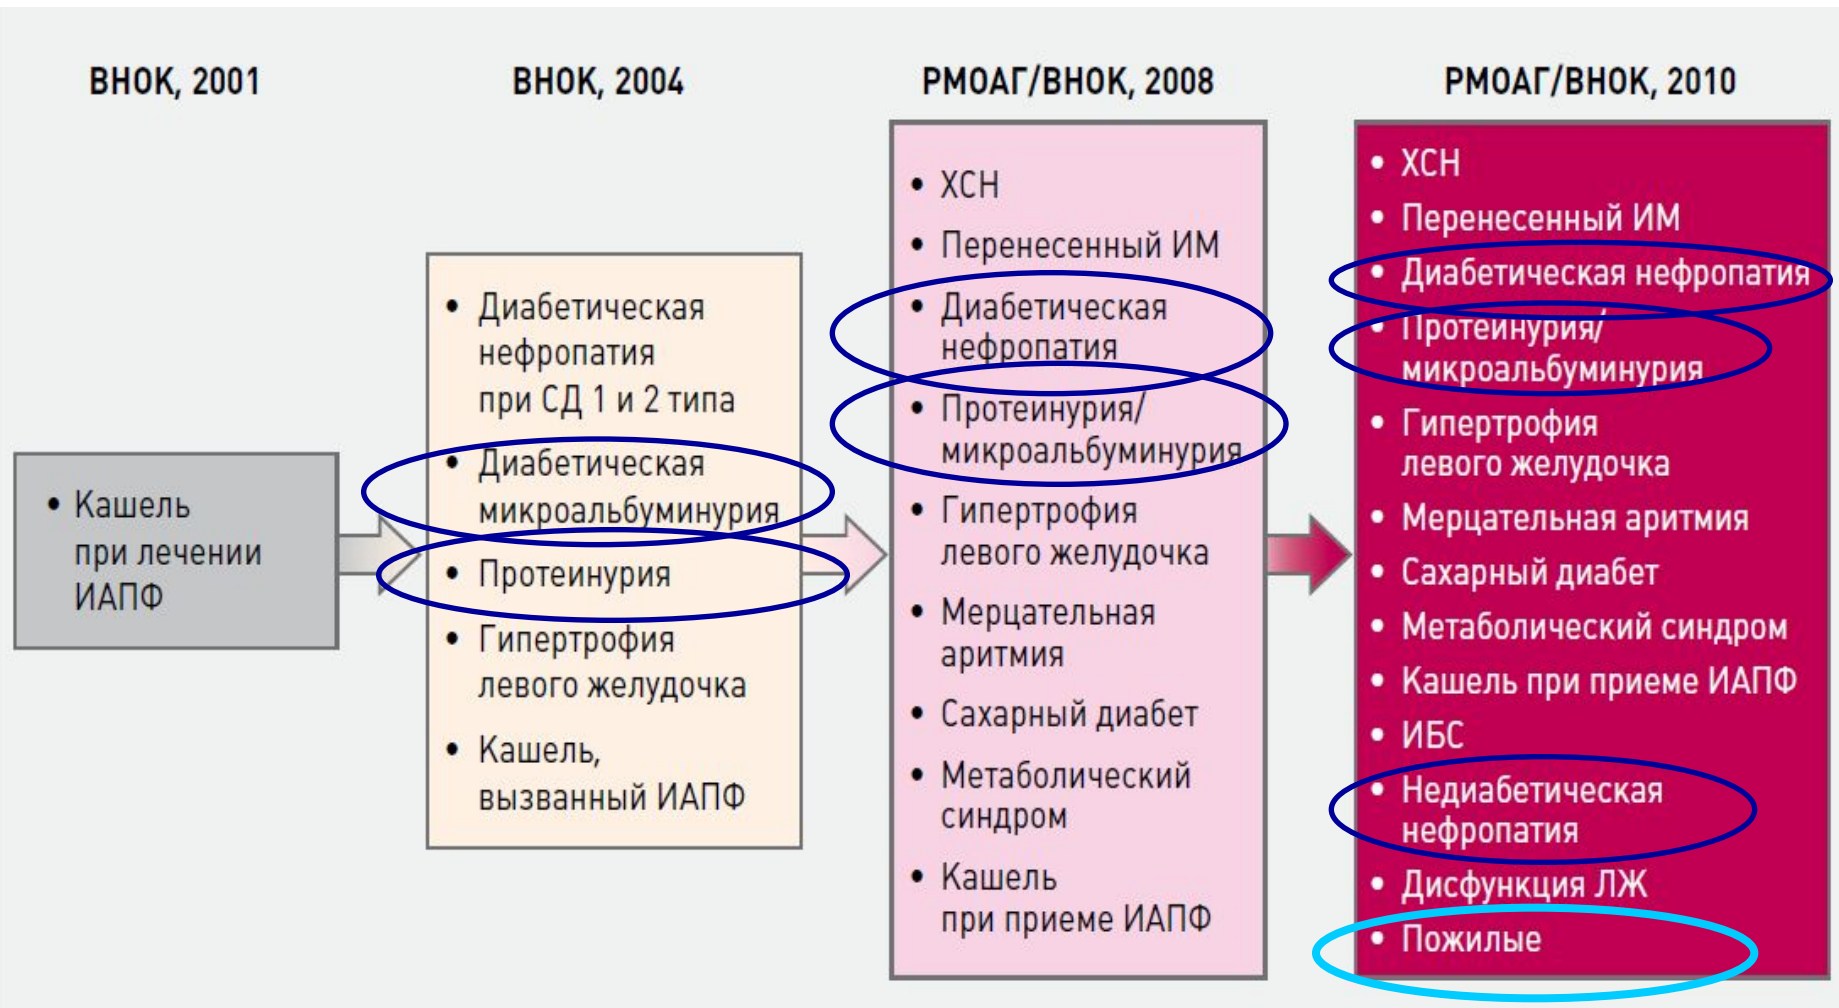 ВНОК, 2001
• Кашель
при лечении
ИАПФ
ВНОК, 2004
• Диабетическая
нефропатия
при СД 1 и 2 типа
• Диабетическая
микроальбуминурия
• Протеинурия
• Гипертрофия
левого желудочка
• Кашель,
вызванный ИАПФ
РМОАГ/ВНОК, 2008
• ХСН
• Перенесенный ИМ
• Диабетическая
нефропатия
• Протеинурия/
микроальбуминурия
• Гипертрофия
левого желудочка
• Мерцательная
аритмия
• Сахарный диабет
• Метаболический
синдром
• Кашель
при приеме ИАПФ
РМОАГ/ВНОК, 2010
• ХСН
• Перенесенный ИМ
• Диабетическая нефропатия
• Протеинурия/
микроальбуминурия
• Гипертрофия
левого желудочка
• Мерцательная аритмия
• Сахарный диабет
• Метаболический синдром
• Кашель при приеме ИАПФ
• ИБС
• Недиабетическая
нефропатия
• Дисфункция ЛЖ
• Пожилые